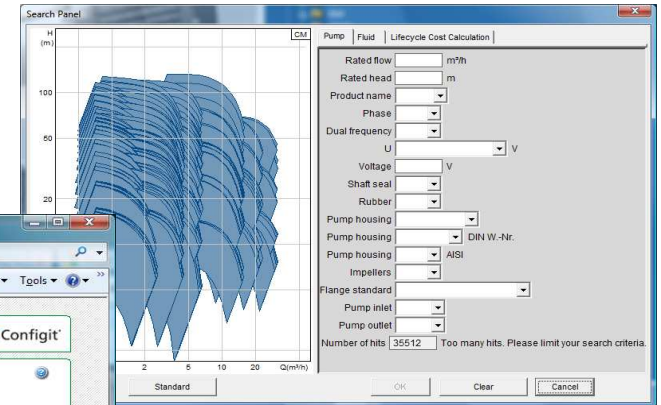 Search Panel
H
(m)
CM
100
50
20
2 5 10 20 Q(m³/h)
Standard
Pump Fluid Lifecycle Cost Calculation
Rated flow m³/h
Rated head m
Product name
Phase
Dual frequency
U V
Voltage V
Shaft seal
Rubber
Pump housing
Pump housing DIN W.-Nr.
Pump housing AISI
Impellers
Flange standard
Pump inlet
Pump outlet
Number of hits 35512 Too many hits. Please limit your search criteria.
OK Clear Cancel
Tools
Configit